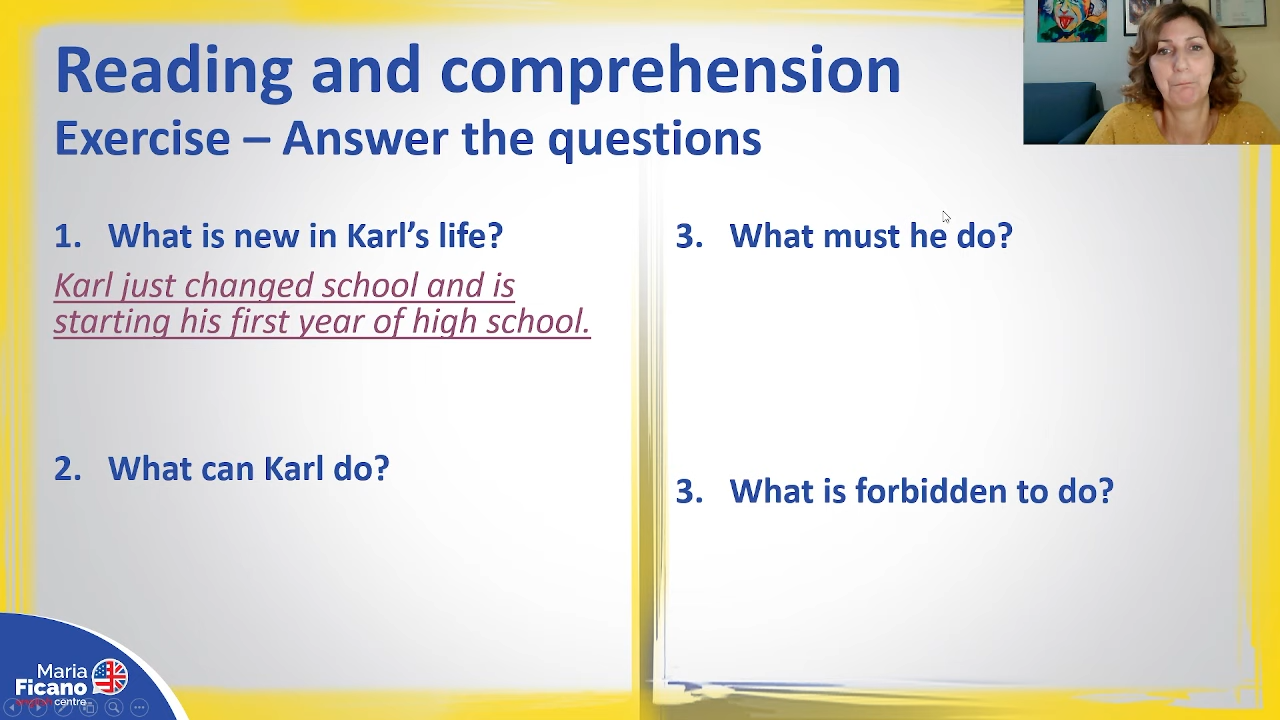 Reading and comprehension
Exercise – Answer the questions
1. What is new in Karl's life?
Karl just changed school and is
starting his first year of high school.
2. What can Karl do?
3. What must he do?
3. What is forbidden to do?
Maria
Ficano
english centre